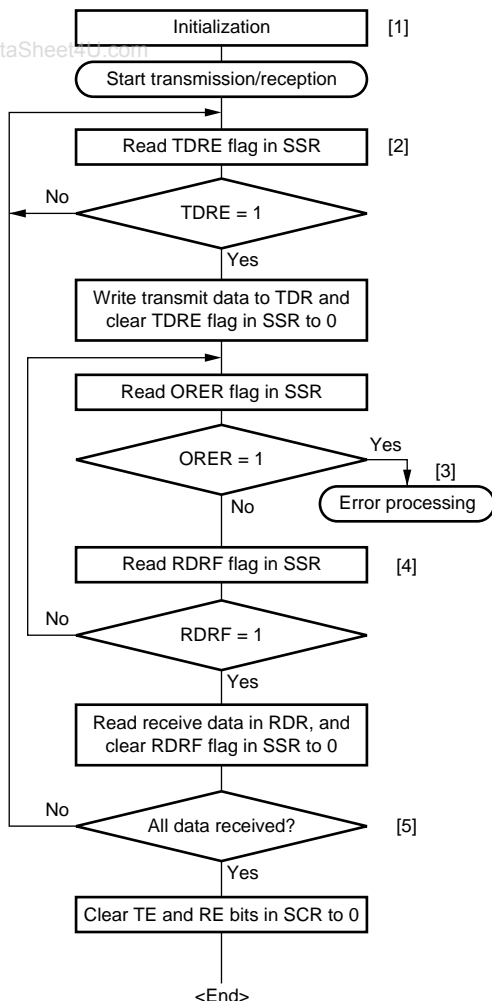 Initialization
[1]
taSheet4U.com
Start transmission/reception
Read TDRE flag in SSR
[2]
No
TDRE = 1
Yes
Write transmit data to TDR and
clear TDRE flag in SSR to 0
Read ORER flag in SSR
Yes
ORER = 1
[3]
Error processing
No
Read RDRF flag in SSR
[4]
No
RDRF = 1
Yes
Read receive data in RDR, and
clear RDRF flag in SSR to 0
No
All data received?
[5]
Yes
Clear TE and RE bits in SCR to 0
<End>